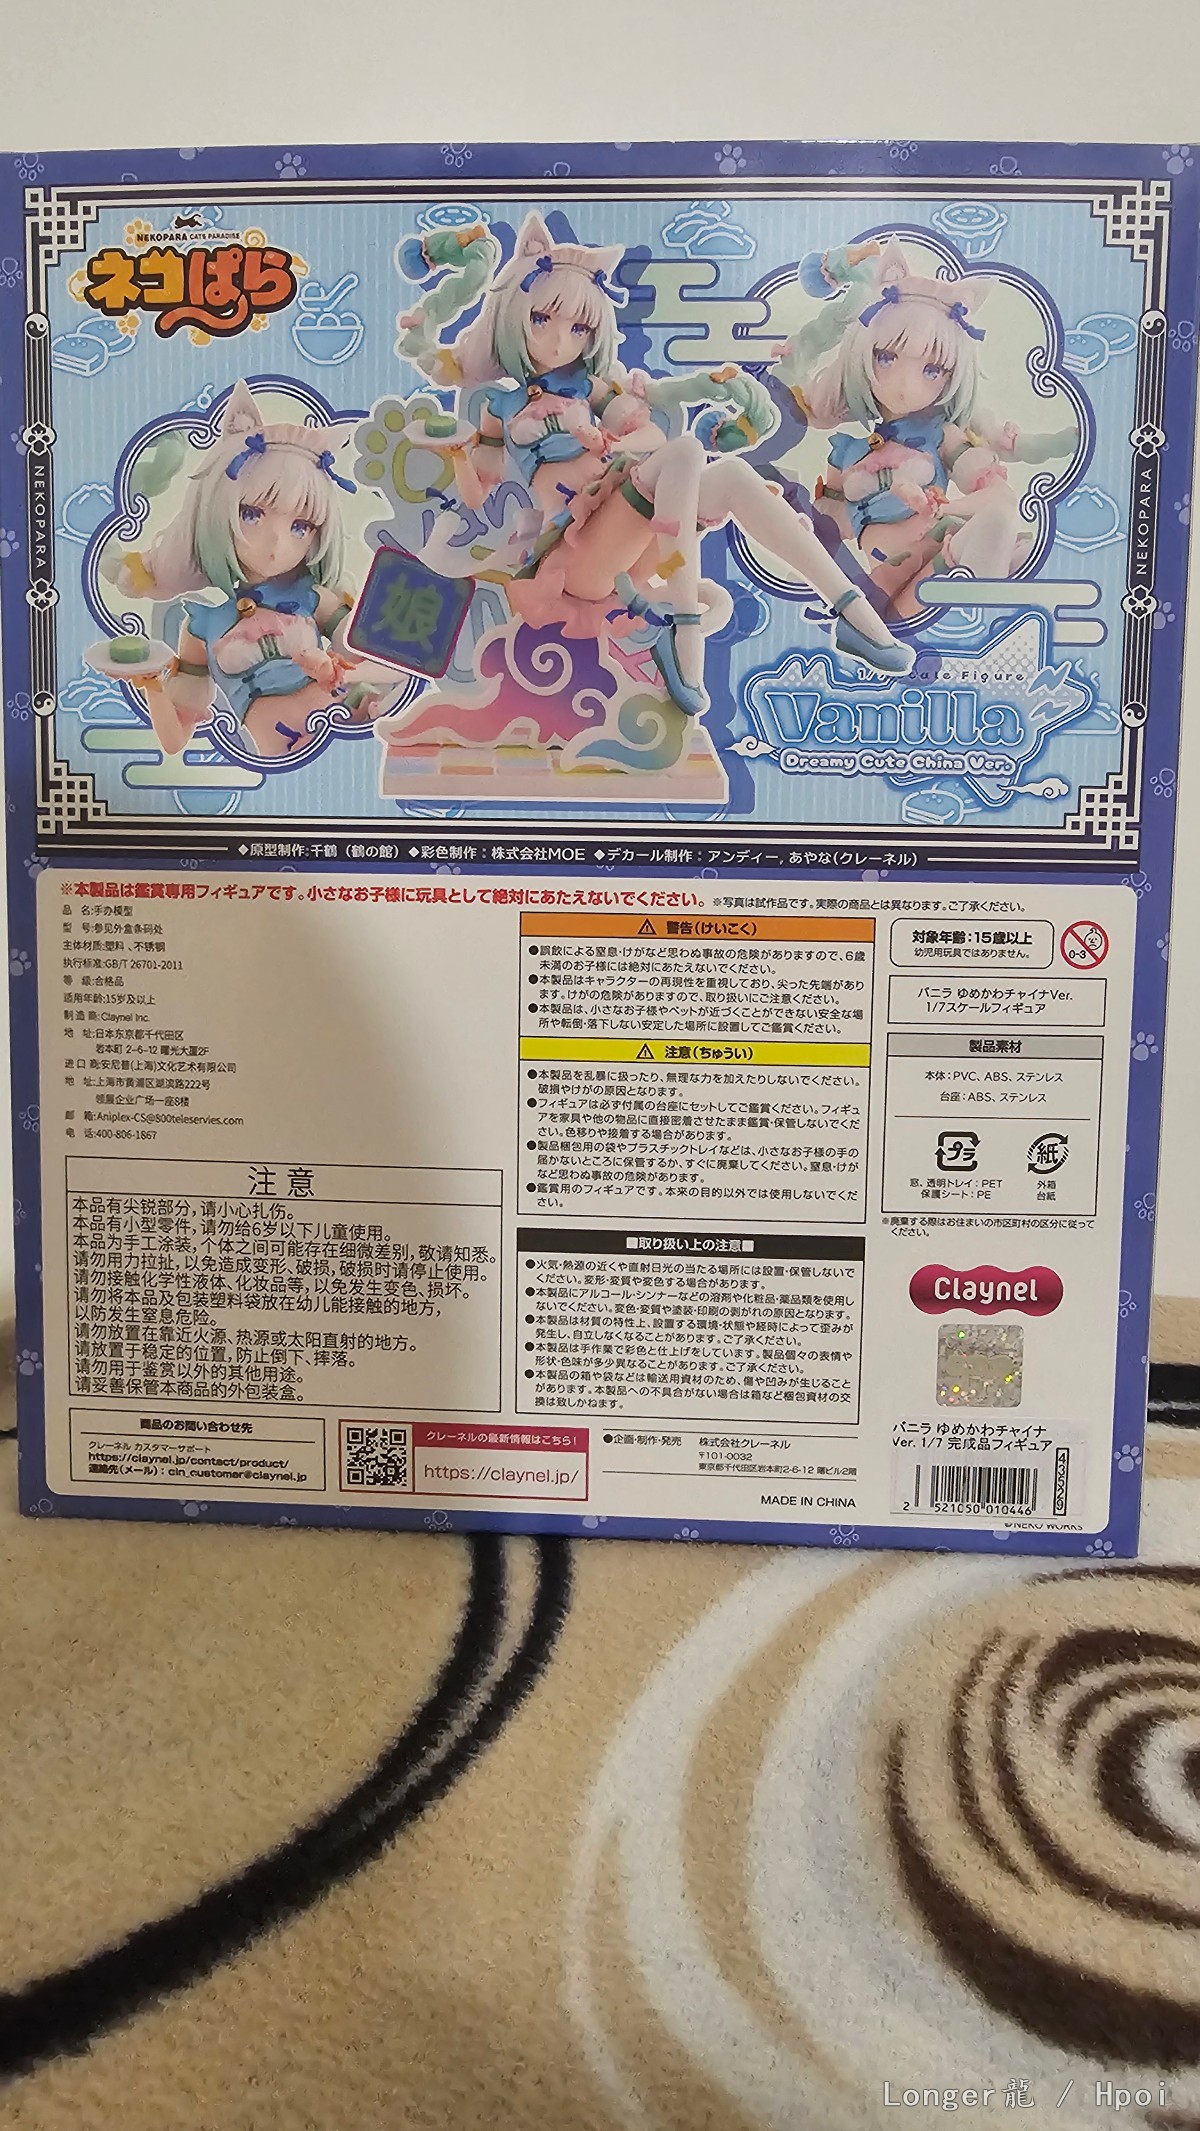 NEKOPARA CATS PARADISE
ネコぱら
NEKOPARA
NEKOPARA
娘
Scale Figure
Vanilla
Dreamy Cute China Ver.
◆原型制作:千鶴（鶴の館）◆彩色制作：株式会社MOE ◆デカール制作：アンディー, あやな(クレーネル)
※本製品は鑑賞専用フィギュアです。小さなお子様に玩具として絶対にあたえないでください。※写真は試作品です。実際の商品とは異なります。ご了承ください。
品 名:手办模型
型 号:参见外盒条码处
主体材质:塑料、不锈钢
执行标准:GB/T 26701-2011
等 级:合格品
适用年龄:15岁及以上
制造商:Claynel Inc.
地 址:日本东京都千代田区
岩本町 2-6-12 曙光大厦2F
进口商:安尼普(上海)文化艺术有限公司
地 址:上海市黄浦区湖滨路222号
领展企业广场一座8楼
邮 箱:Aniplex-CS@800teleservies.com
电 话:400-806-1867
注意
本品有尖锐部分,请小心扎伤。
本品有小型零件,请勿给6岁以下儿童使用。
本品为手工涂装,个体之间可能存在细微差别,敬请知悉。
请勿用力拉扯,以免造成变形、破损,破损时请停止使用。
请勿接触化学性液体、化妆品等,以免发生变色、损坏。
请勿将本品及包装塑料袋放在幼儿能接触的地方,
以防发生窒息危险。
请勿放置在靠近火源、热源或太阳直射的地方。
请放置于稳定的位置,防止倒下、摔落。
请勿用于鉴赏以外的其他用途。
请妥善保管本商品的外包装盒。
商品のお問い合わせ先
クレーネル カスタマーサポート
https://claynel.jp/contact/product/
連絡先(メール)：cln_customer@claynel.jp
クレーネルの最新情報はこちら!
https://claynel.jp/
警告(けいこく)
●誤飲による窒息・けがなど思わぬ事故の危険がありますので、6歳
未満のお子様には絶対にあたえないでください。
●本製品はキャラクターの再現性を重視しており、尖った先端があり
ます。けがの危険がありますので、取り扱いにご注意ください。
●本製品は、小さなお子様やペットが近づくことができない安全な場
所や転倒・落下しない安定した場所に設置してご鑑賞ください。
注意(ちゅうい)
●本製品を乱暴に扱ったり、無理な力を加えたりしないでください。
破損やけがの原因となります。
●フィギュアは必ず付属の台座にセットしてご鑑賞ください。フィギュ
アを家具や他の物品に直接密着させたまま鑑賞・保管しないでくだ
さい。色移りや接着する場合があります。
●製品梱包用の袋やプラスチックトレイなどは、小さなお子様の手の
届かないところに保管するか、すぐに廃棄してください。窒息・けが
など思わぬ事故の危険があります。
●鑑賞用のフィギュアです。本来の目的以外では使用しないでくだ
さい。
■取り扱い上の注意■
●火気・熱源の近くや直射日光の当たる場所には設置・保管しないで
ください。変形・変質や変色する場合があります。
●本製品にアルコール・シンナーなどの溶剤や化粧品・薬品類を使用し
ないでください。変色・変質や塗装・印刷の剥がれの原因となります。
●本製品は材質の特性上、設置する環境・状態や経時によって歪みが
発生し、自立しなくなることがあります。ご了承ください。
●本製品は手作業で彩色と仕上げをしています。製品個々の表情や
形状・色味が多少異なることがあります。ご了承ください。
●本製品の箱や袋などは輸送用資材のため、傷や凹みが生じること
があります。本製品への不具合がない場合は箱など梱包資材の交
換は致しかねます。
●企画・制作・発売 株式会社クレーネル
〒101-0032
東京都千代田区岩本町2-6-12 曙ビル2階
MADE IN CHINA
対象年齢:15歳以上
幼児用玩具ではありません。
0-3
バニラ ゆめかわチャイナVer.
1/7スケールフィギュア
製品素材
本体：PVC、ABS、ステンレス
台座：ABS、ステンレス
プラ
窓、透明トレイ：PET
保護シート：PE
紙
外箱
台紙
※廃棄する際はお住まいの市区町村の区分に従って
ください。
Claynel
バニラ ゆめかわチャイナ
Ver. 1/7 完成品フィギュア
43529
2 521050 010446
©NEKO WORKS
Longer龍 / Hpoi